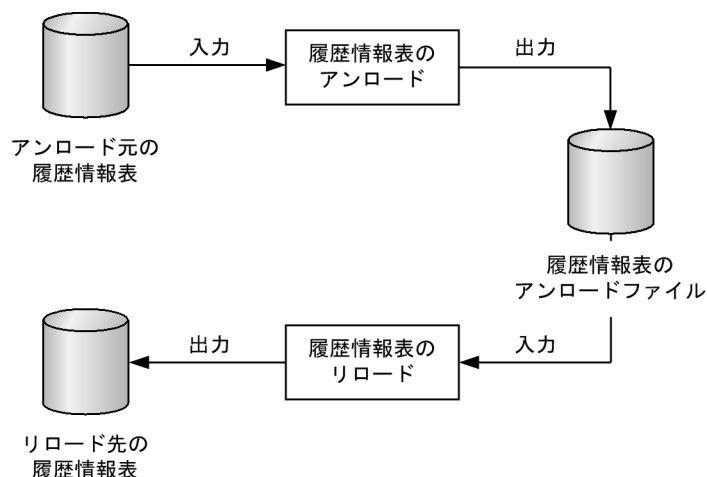 入力
履歴情報表の
アンロード
出力
アンロード元の
履歴情報表
履歴情報表の
アンロードファイル
出力
履歴情報表の
リロード
入力
リロード先の
履歴情報表